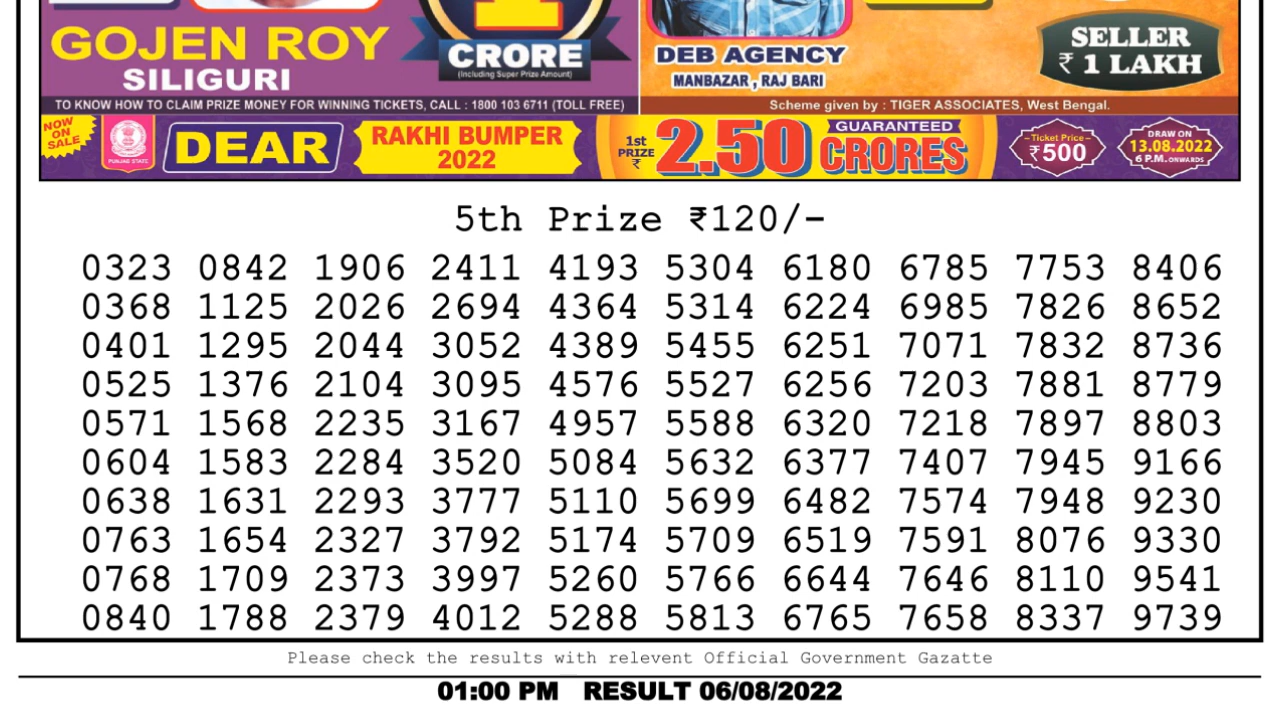 GOJEN ROY
SILIGURI
1
CRORE
(Including Super Prize Amount)
DEB AGENCY
MANBAZAR , RAJ BARI
SELLER
₹ 1 LAKH
TO KNOW HOW TO CLAIM PRIZE MONEY FOR WINNING TICKETS, CALL : 1800 103 6711 (TOLL FREE)
Scheme given by : TIGER ASSOCIATES, West Bengal.
NOW
ON
SALE
PUNJAB STATE
DEAR
RAKHI BUMPER
2022
1st
PRIZE
₹
2.50
GUARANTEED
CRORES
Ticket Price
₹500
DRAW ON
13.08.2022
6 P.M. ONWARDS
5th Prize ₹120/-
0323 0842 1906 2411 4193 5304 6180 6785 7753 8406
0368 1125 2026 2694 4364 5314 6224 6985 7826 8652
0401 1295 2044 3052 4389 5455 6251 7071 7832 8736
0525 1376 2104 3095 4576 5527 6256 7203 7881 8779
0571 1568 2235 3167 4957 5588 6320 7218 7897 8803
0604 1583 2284 3520 5084 5632 6377 7407 7945 9166
0638 1631 2293 3777 5110 5699 6482 7574 7948 9230
0763 1654 2327 3792 5174 5709 6519 7591 8076 9330
0768 1709 2373 3997 5260 5766 6644 7646 8110 9541
0840 1788 2379 4012 5288 5813 6765 7658 8337 9739
Please check the results with relevent Official Government Gazatte
01:00 PM RESULT 06/08/2022